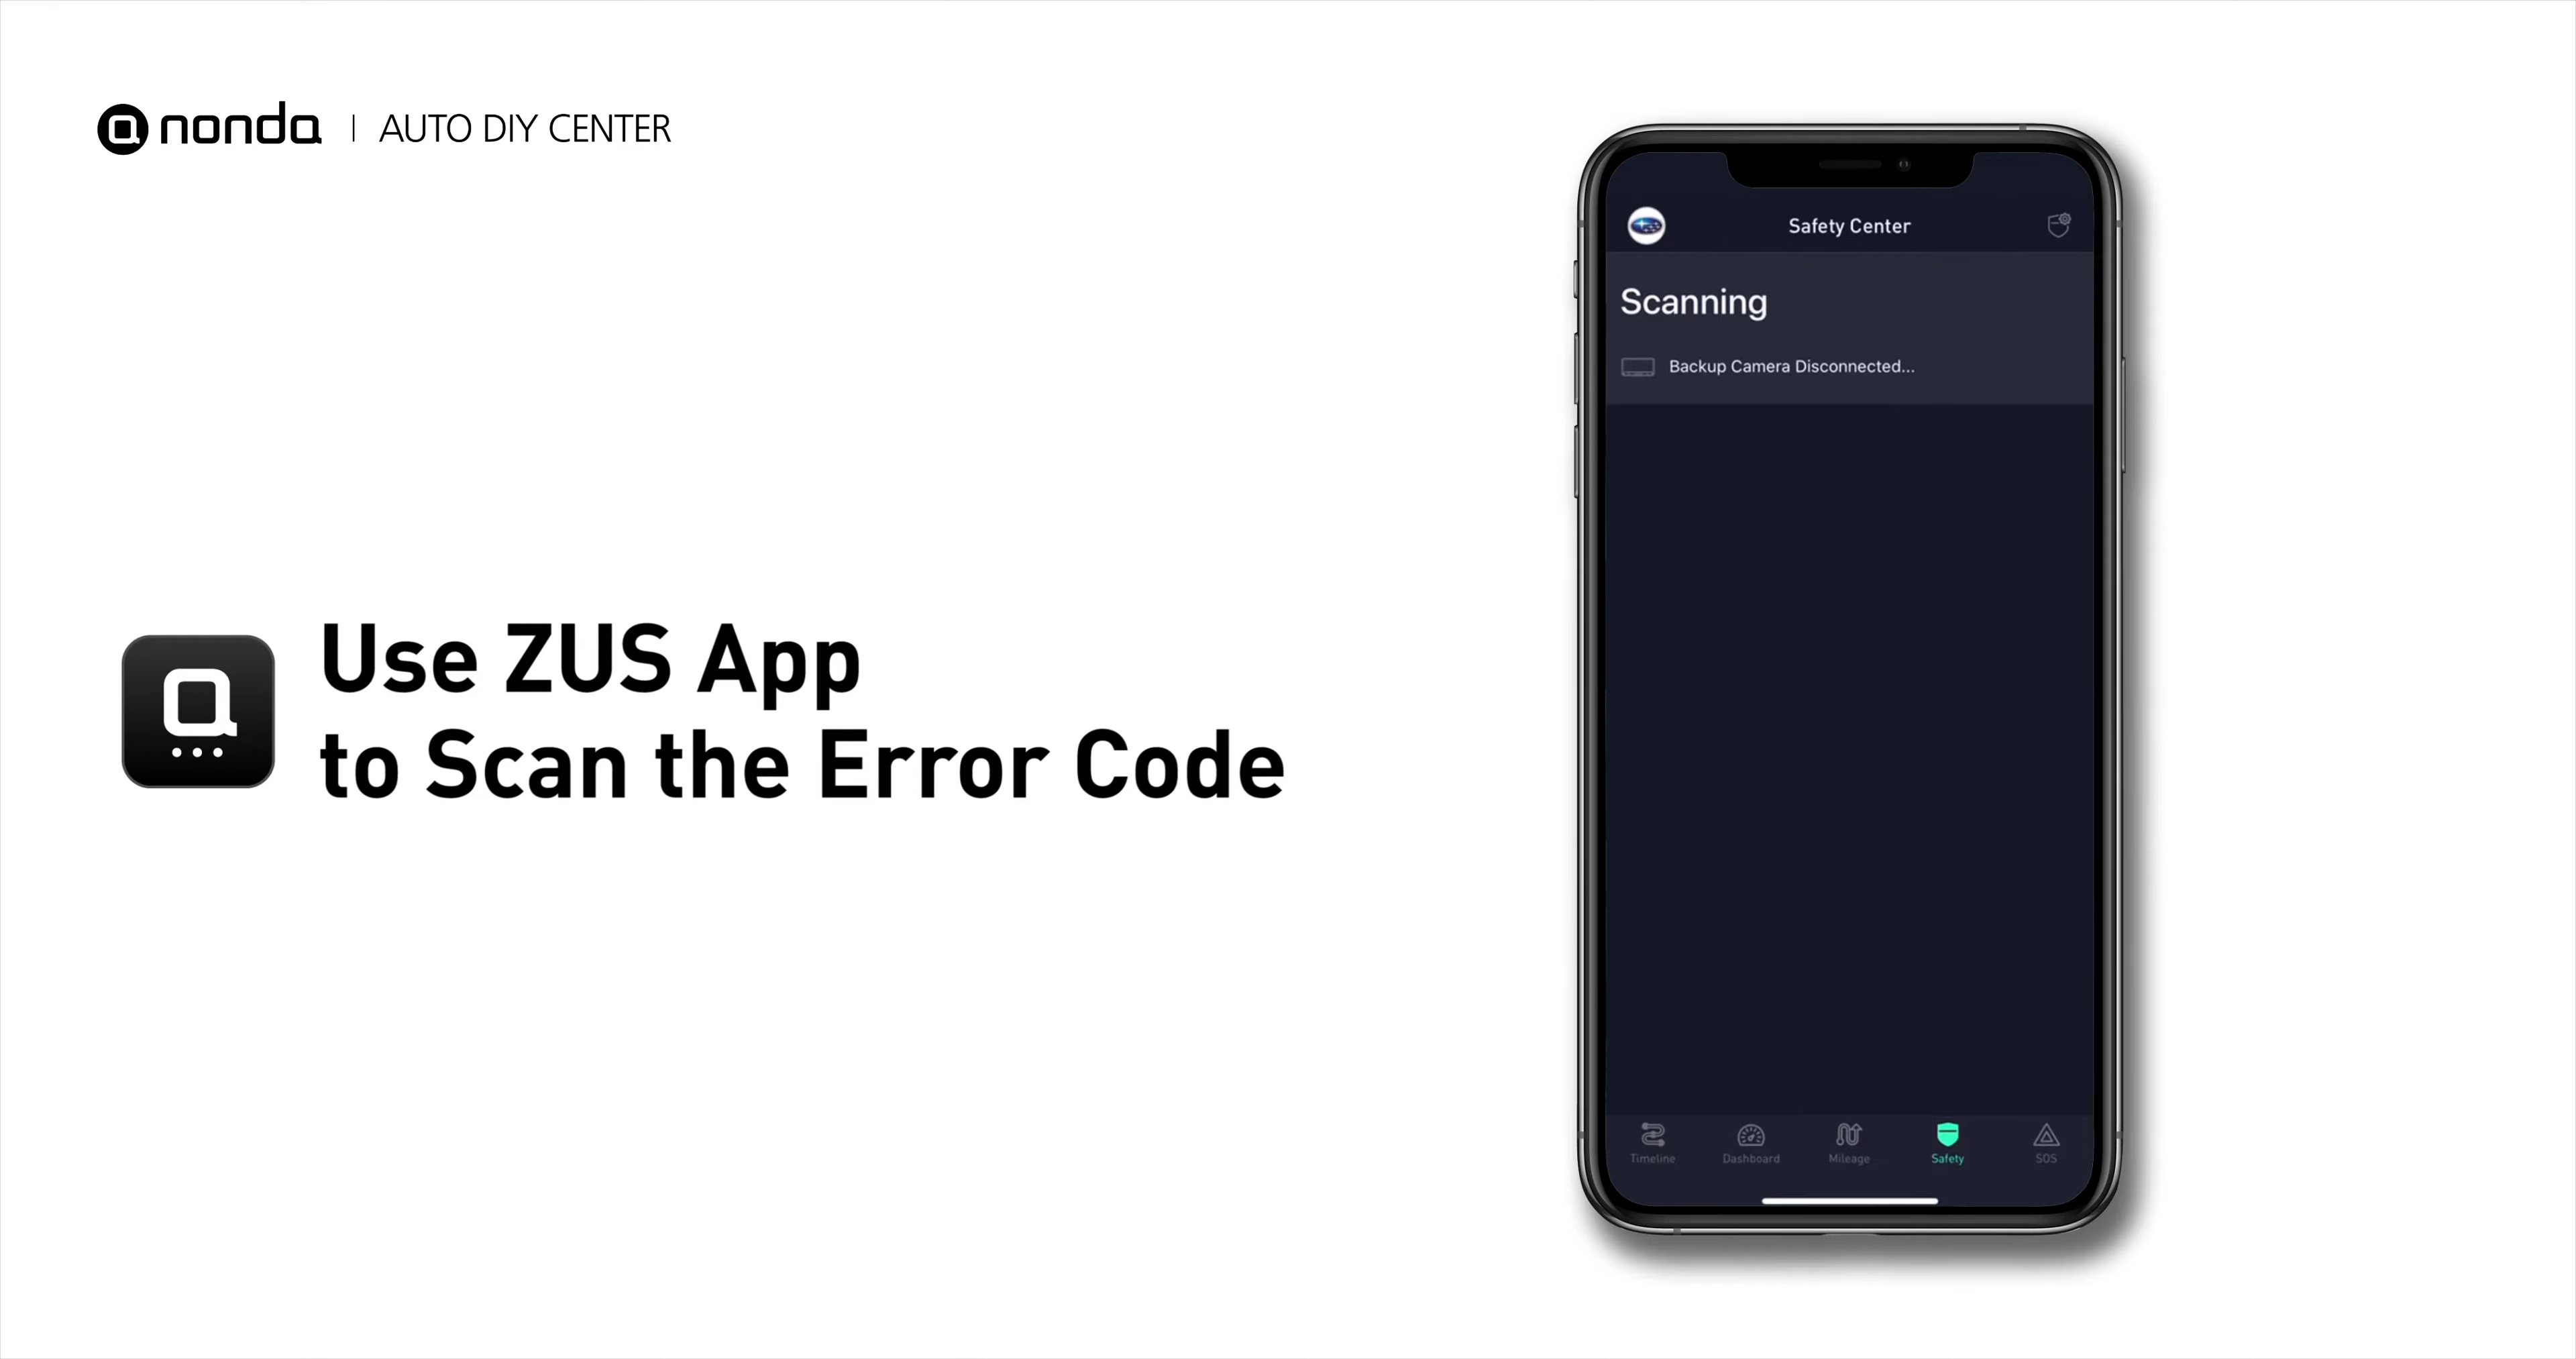 nonda | AUTO DIY CENTER
Use ZUS App
to Scan the Error Code
Safety Center
Scanning
Backup Camera Disconnected...
Timeline
Dashboard
Mileage
Safety
SOS